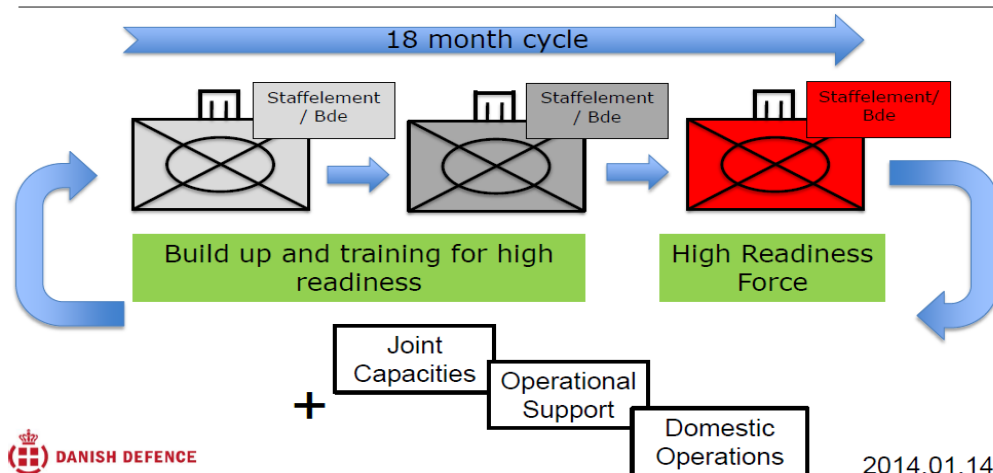 18 month cycle
Staffelement
/ Bde
Staffelement
/ Bde
Staffelement/
Bde
Build up and training for high
readiness
High Readiness
Force
Joint
Capacities
Operational
Support
Domestic
Operations
+
DANISH DEFENCE
2014.01.14